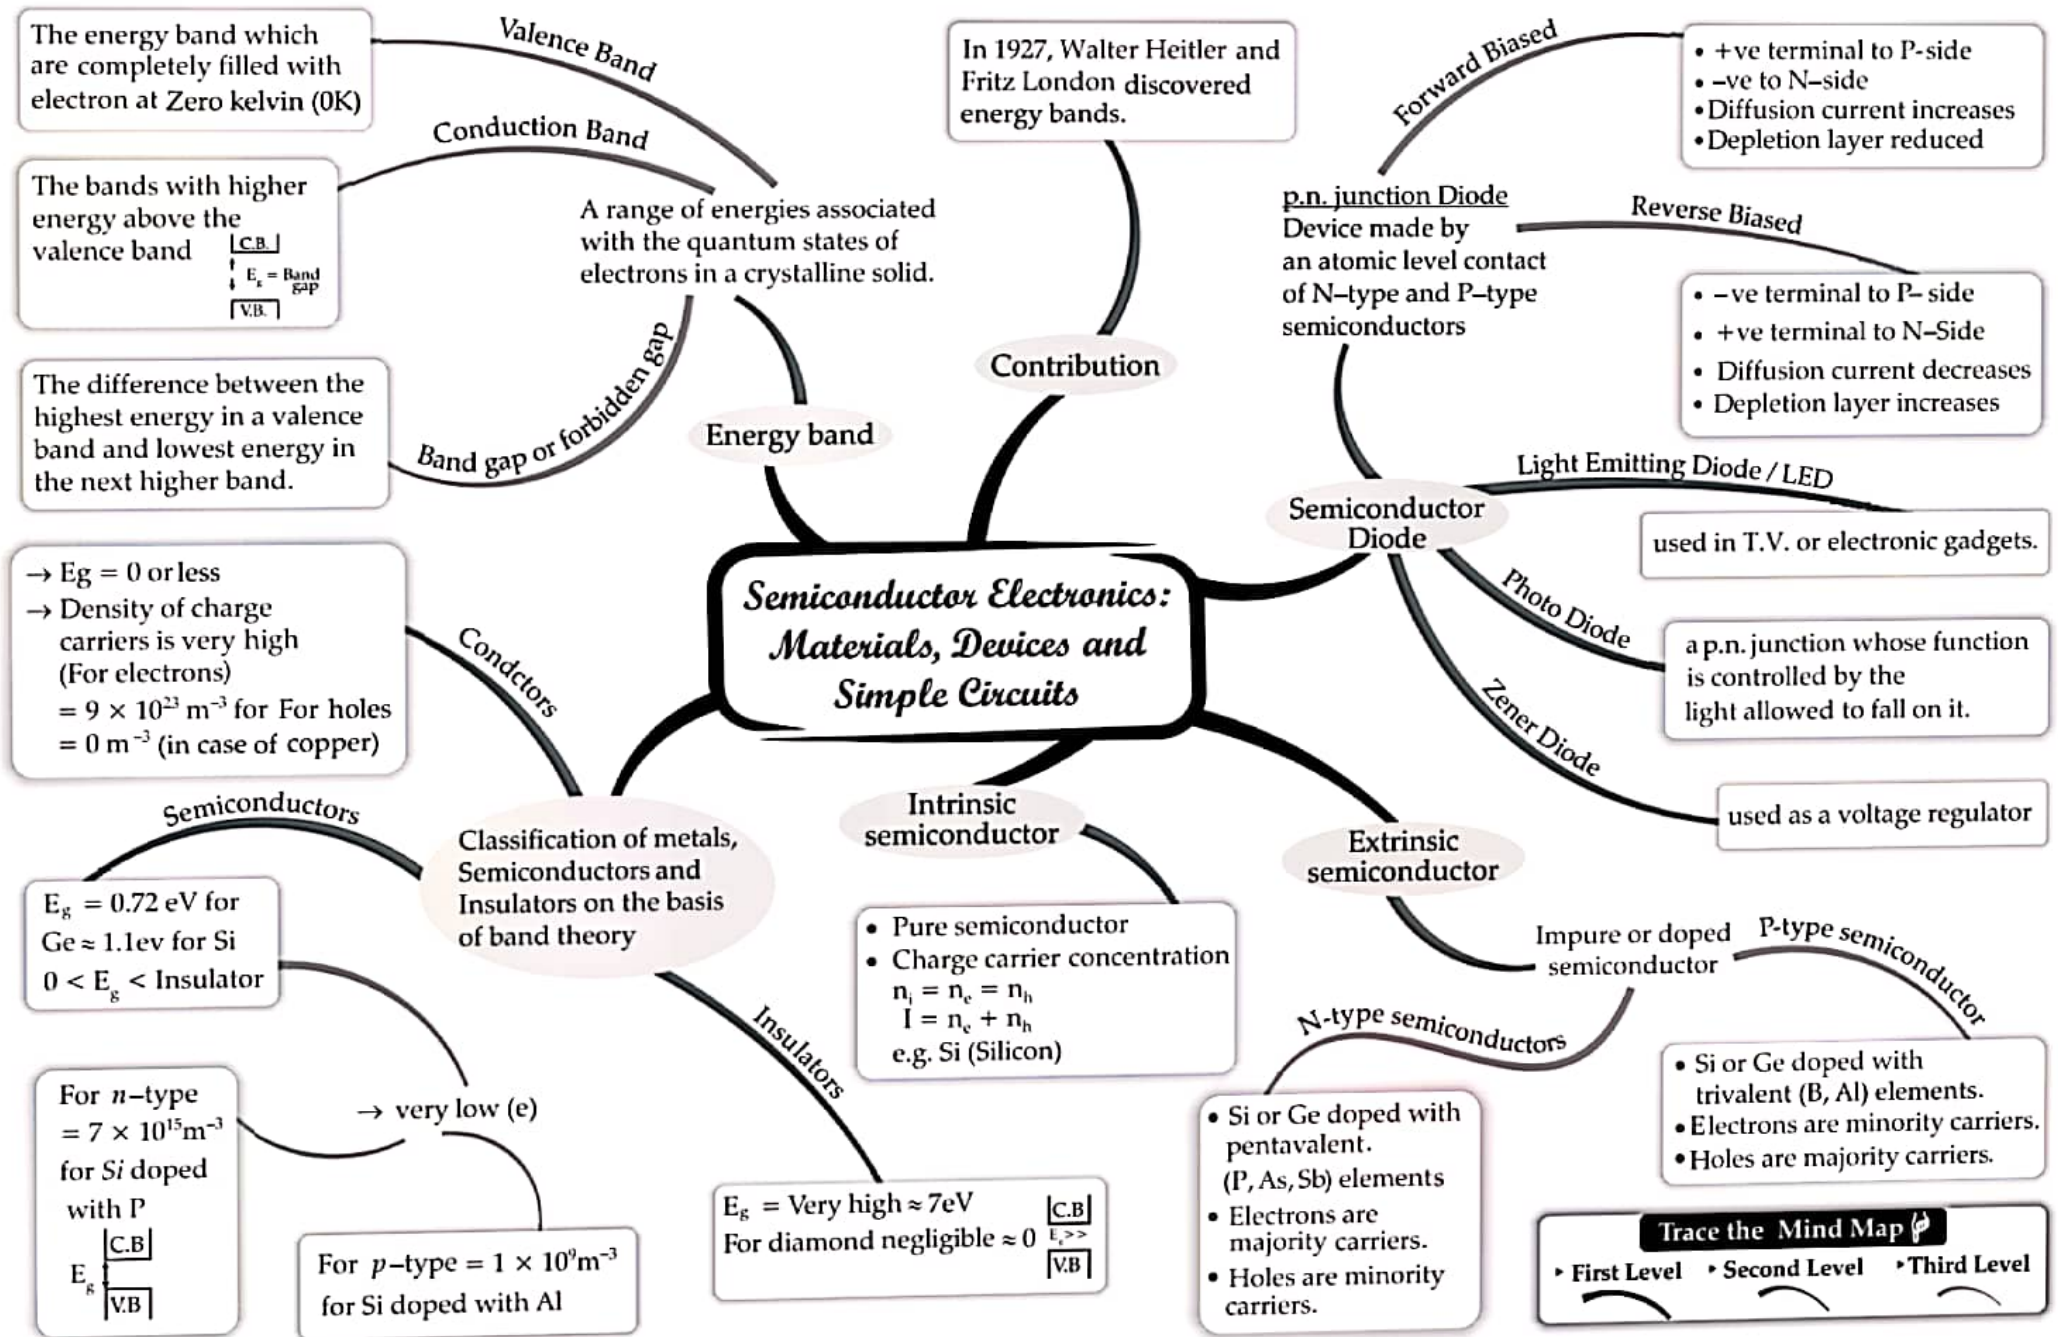 The energy band which
are completely filled with
electron at Zero kelvin (0K)
Valence Band
Conduction Band
The bands with higher
energy above the
valence band
C.B.
E_g = Band
gap
V.B.
A range of energies associated
with the quantum states of
electrons in a crystalline solid.
The difference between the
highest energy in a valence
band and lowest energy in
the next higher band.
Band gap or forbidden gap
Energy band
In 1927, Walter Heitler and
Fritz London discovered
energy bands.
Contribution
Forward Biased
• +ve terminal to P-side
• –ve to N–side
• Diffusion current increases
• Depletion layer reduced
p.n. junction Diode
Device made by
an atomic level contact
of N–type and P–type
semiconductors
Reverse Biased
• –ve terminal to P– side
• +ve terminal to N–Side
• Diffusion current decreases
• Depletion layer increases
Semiconductor
Diode
Light Emitting Diode / LED
used in T.V. or electronic gadgets.
Photo Diode
a p.n. junction whose function
is controlled by the
light allowed to fall on it.
Zener Diode
used as a voltage regulator
Semiconductor Electronics:
Materials, Devices and
Simple Circuits
→ Eg = 0 or less
→ Density of charge
carriers is very high
(For electrons)
= 9 × 10²³ m⁻³ for For holes
= 0 m⁻³ (in case of copper)
Condctors
Semiconductors
Classification of metals,
Semiconductors and
Insulators on the basis
of band theory
E_g = 0.72 eV for
Ge ≈ 1.1ev for Si
0 < E_g < Insulator
→ very low (e)
For n–type
= 7 × 10¹⁵m⁻³
for Si doped
with P
C.B
E_g
V.B
For p–type = 1 × 10⁹m⁻³
for Si doped with Al
Insulators
E_g = Very high ≈ 7eV
For diamond negligible ≈ 0
C.B
E_g>>
V.B
Intrinsic
semiconductor
• Pure semiconductor
• Charge carrier concentration
n_i = n_e = n_h
I = n_e + n_h
e.g. Si (Silicon)
Extrinsic
semiconductor
Impure or doped
semiconductor
N-type semiconductors
• Si or Ge doped with
pentavalent.
(P, As, Sb) elements
• Electrons are
majority carriers.
• Holes are minority
carriers.
P-type semiconductor
• Si or Ge doped with
trivalent (B, Al) elements.
• Electrons are minority carriers.
• Holes are majority carriers.
Trace the Mind Map
‣ First Level ‣ Second Level ‣ Third Level